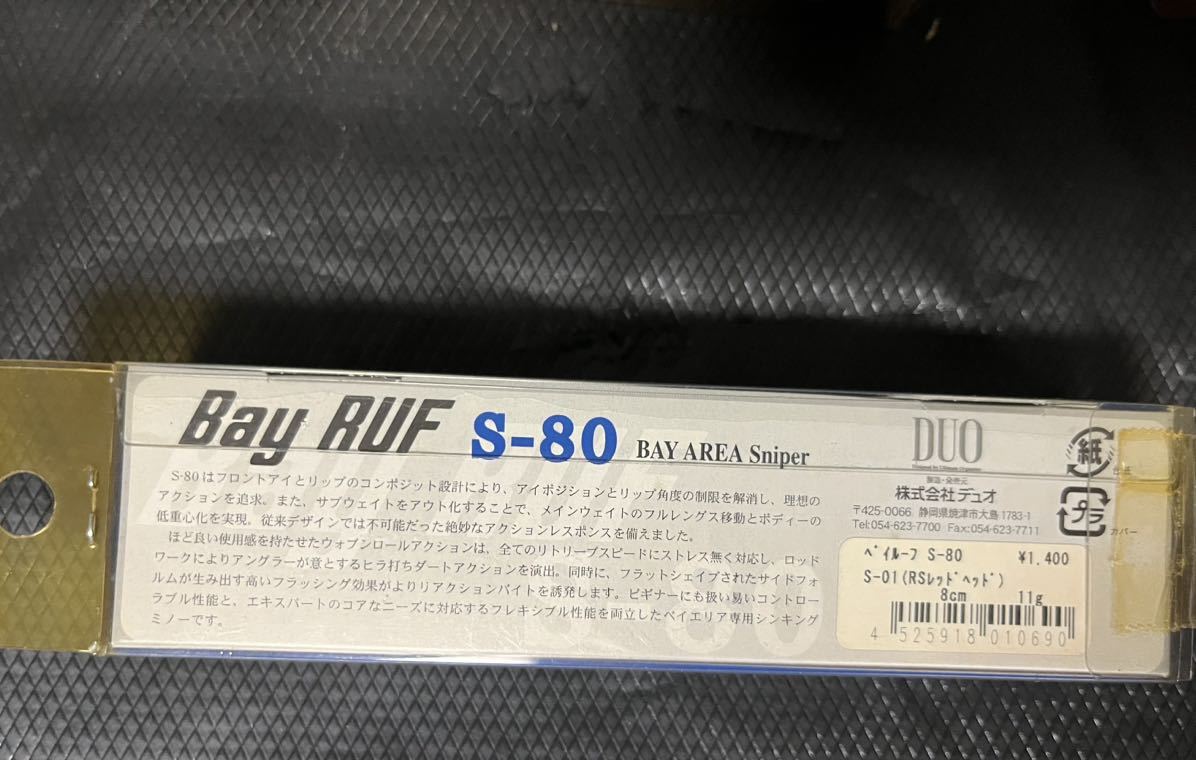 Bay RUF S-80 BAY AREA Sniper
S-80はフロントアイとリップのコンポジット設計により、アイポジションとリップ角度の制限を解消し、理想の
アクションを追求。また、サブウェイトをアウト化することで、メインウェイトのフルレングス移動とボディーの
低重心化を実現。従来デザインでは不可能だった絶妙なアクションレスポンスを備えました。
ほど良い使用感を持たせたウォブンロールアクションは、全てのリトリーブスピードにストレス無く対応し、ロッド
ワークによりアングラーが意とするヒラ打ちダートアクションを演出。同時に、フラットシェイプされたサイドフォ
ルムが生み出す高いフラッシング効果がよりリアクションバイトを誘発します。ビギナーにも扱い易いコントロー
ラブル性能と、エキスパートのコアなニーズに対応するフレキシブル性能を両立したベイエリア専用シンキング
ミノーです。
DUO
製造・発売元
株式会社デュオ
〒425-0066 静岡県焼津市大島1783-1
Tel:054-623-7700 Fax:054-623-7711
紙
プラ
カバー
ベイルーフ S-80 ¥1,400
S-01(RSレッドヘッド)
8cm 11g
4 525918 010690